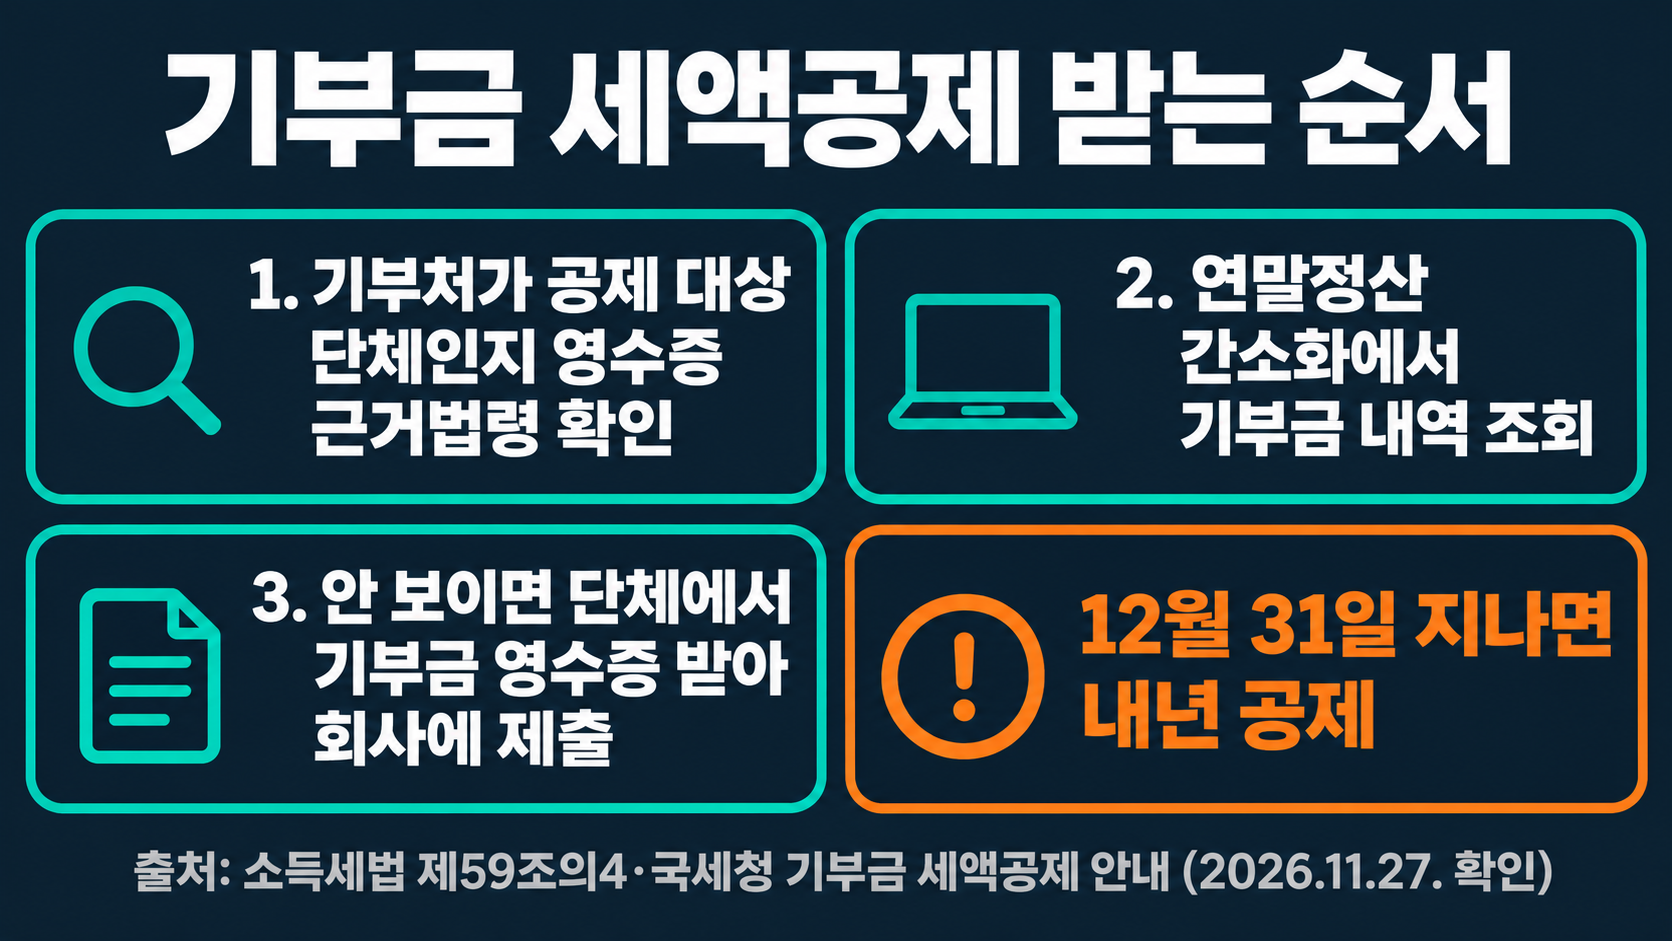 기부금 세액공제 받는 순서
1. 기부처가 공제 대상
단체인지 영수증
근거법령 확인
2. 연말정산
간소화에서
기부금 내역 조회
3. 안 보이면 단체에서
기부금 영수증 받아
회사에 제출
12월 31일 지나면
내년 공제
출처: 소득세법 제59조의4·국세청 기부금 세액공제 안내 (2026.11.27. 확인)